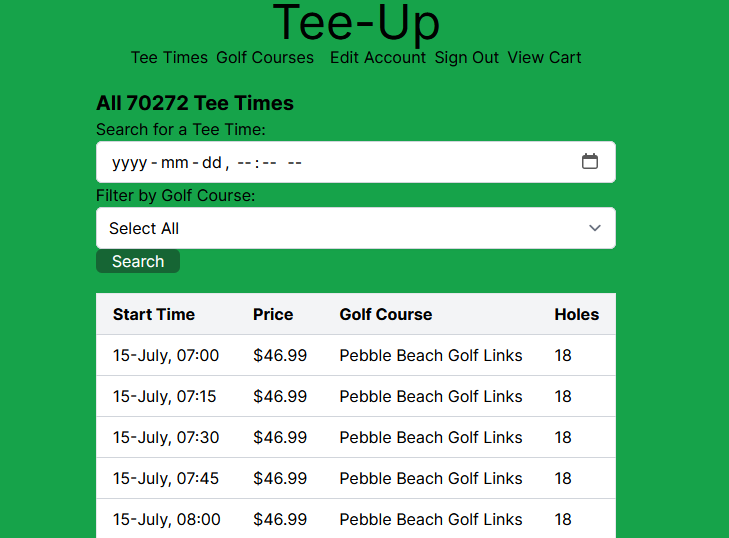 Tee-Up
Tee Times Golf Courses Edit Account Sign Out View Cart
All 70272 Tee Times
Search for a Tee Time:
yyyy-mm-dd, --:-- --
Filter by Golf Course:
Select All
Search
Start Time Price Golf Course Holes
15-July, 07:00 $46.99 Pebble Beach Golf Links 18
15-July, 07:15 $46.99 Pebble Beach Golf Links 18
15-July, 07:30 $46.99 Pebble Beach Golf Links 18
15-July, 07:45 $46.99 Pebble Beach Golf Links 18
15-July, 08:00 $46.99 Pebble Beach Golf Links 18